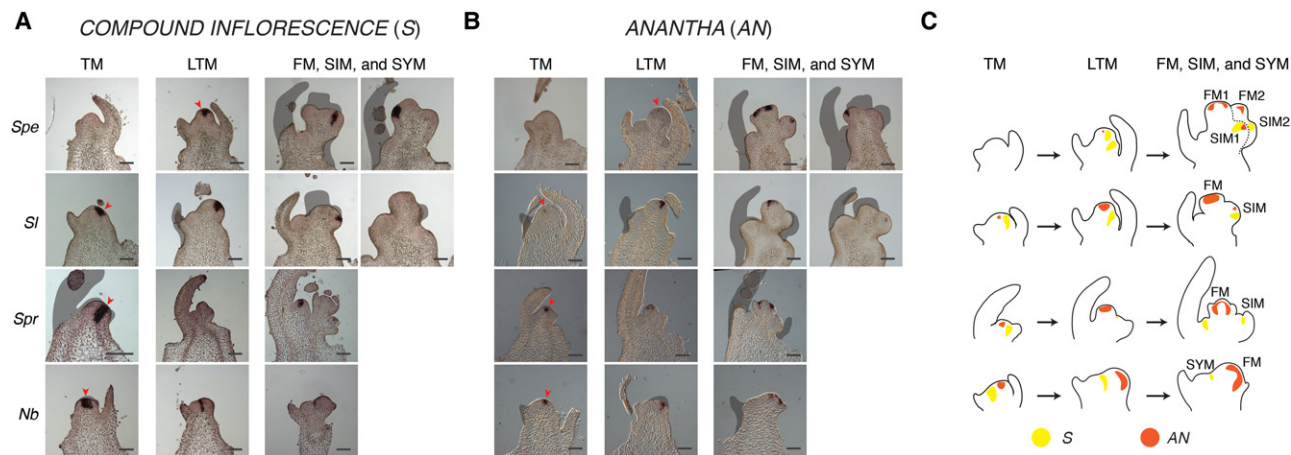 A COMPOUND INFLORESCENCE (S)
TM LTM FM, SIM, and SYM
Spe
Sl
Spr
Nb
B ANANTHA (AN)
TM LTM FM, SIM, and SYM
C
TM LTM FM, SIM, and SYM
FM1 FM2
SIM2
SIM1
FM
SIM
FM
SIM
SYM FM
S AN